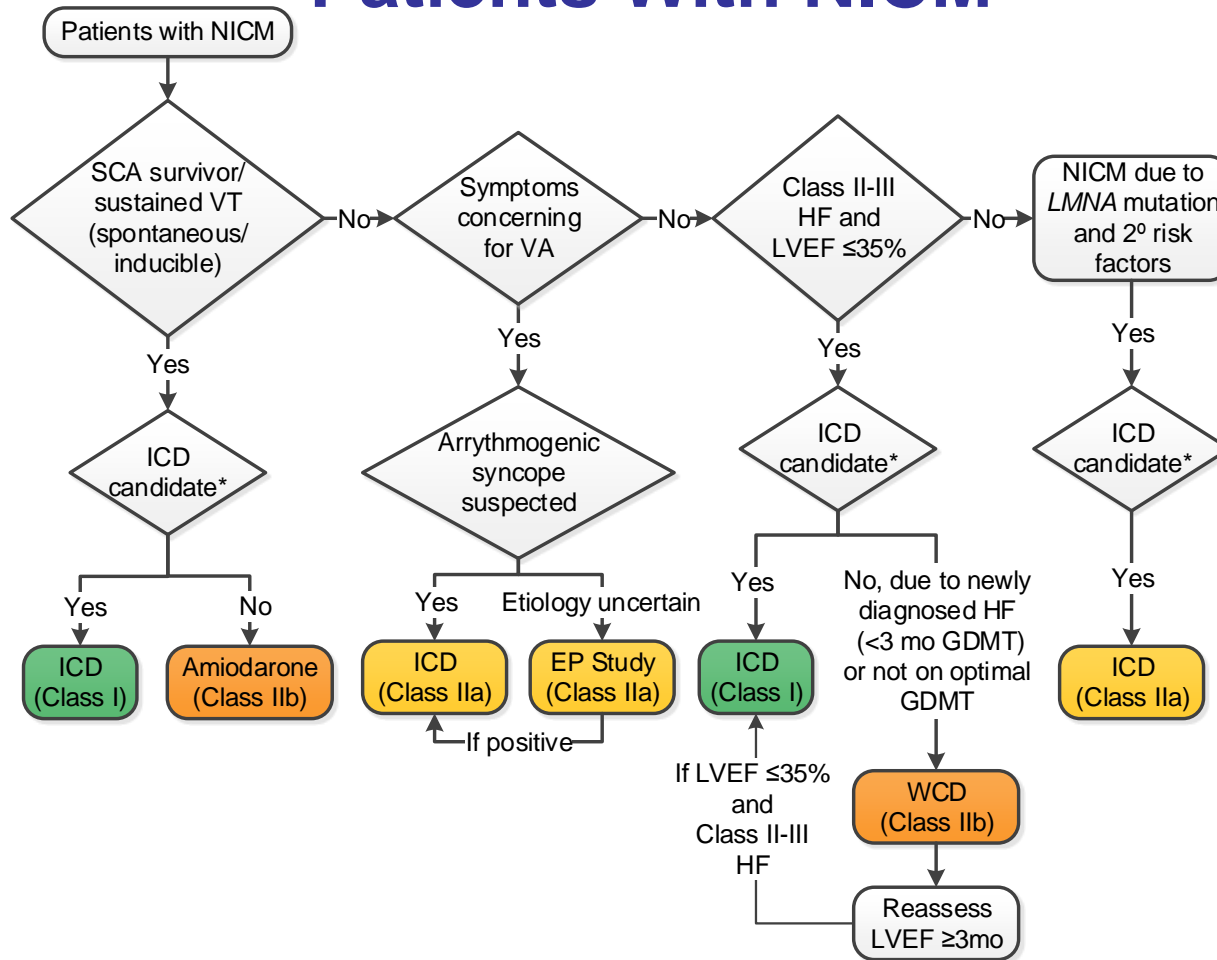 Patients with NICM
Patients with NICM
SCA survivor/
sustained VT
(spontaneous/
inducible)
No
Symptoms
concerning
for VA
No
Class II-III
HF and
LVEF ≤35%
No
NICM due to
LMNA mutation
and 2º risk
factors
Yes
Yes
Yes
Yes
ICD
candidate*
Arrythmogenic
syncope
suspected
ICD
candidate*
ICD
candidate*
Yes
No
Yes
Etiology uncertain
Yes
No, due to newly
diagnosed HF
(<3 mo GDMT)
or not on optimal
GDMT
Yes
ICD
(Class I)
Amiodarone
(Class IIb)
ICD
(Class IIa)
EP Study
(Class IIa)
If positive
ICD
(Class I)
ICD
(Class IIa)
If LVEF ≤35%
and
Class II-III
HF
WCD
(Class IIb)
Reassess
LVEF ≥3mo